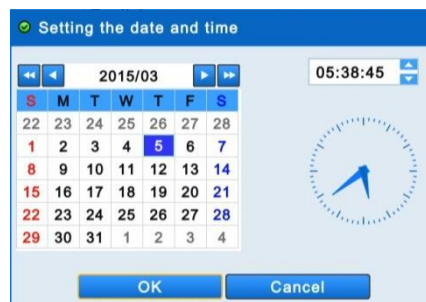 Setting the date and time
2015/03
05:38:45
S M T W T F S
22 23 24 25 26 27 28
1 2 3 4 5 6 7
8 9 10 11 12 13 14
15 16 17 18 19 20 21
22 23 24 25 26 27 28
29 30 31 1 2 3 4
OK
Cancel